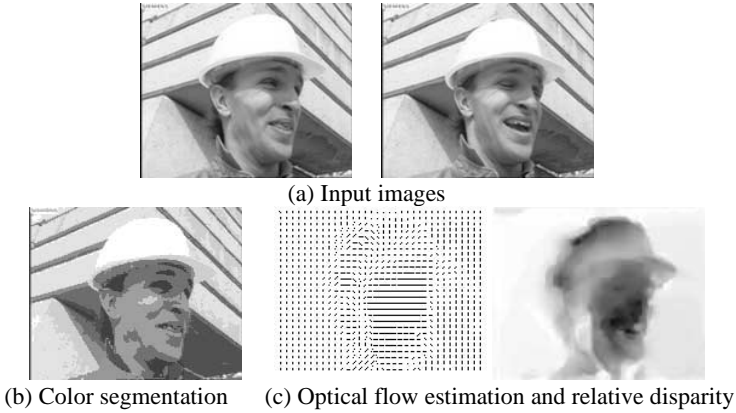 (a) Input images
(b) Color segmentation
(c) Optical flow estimation and relative disparity